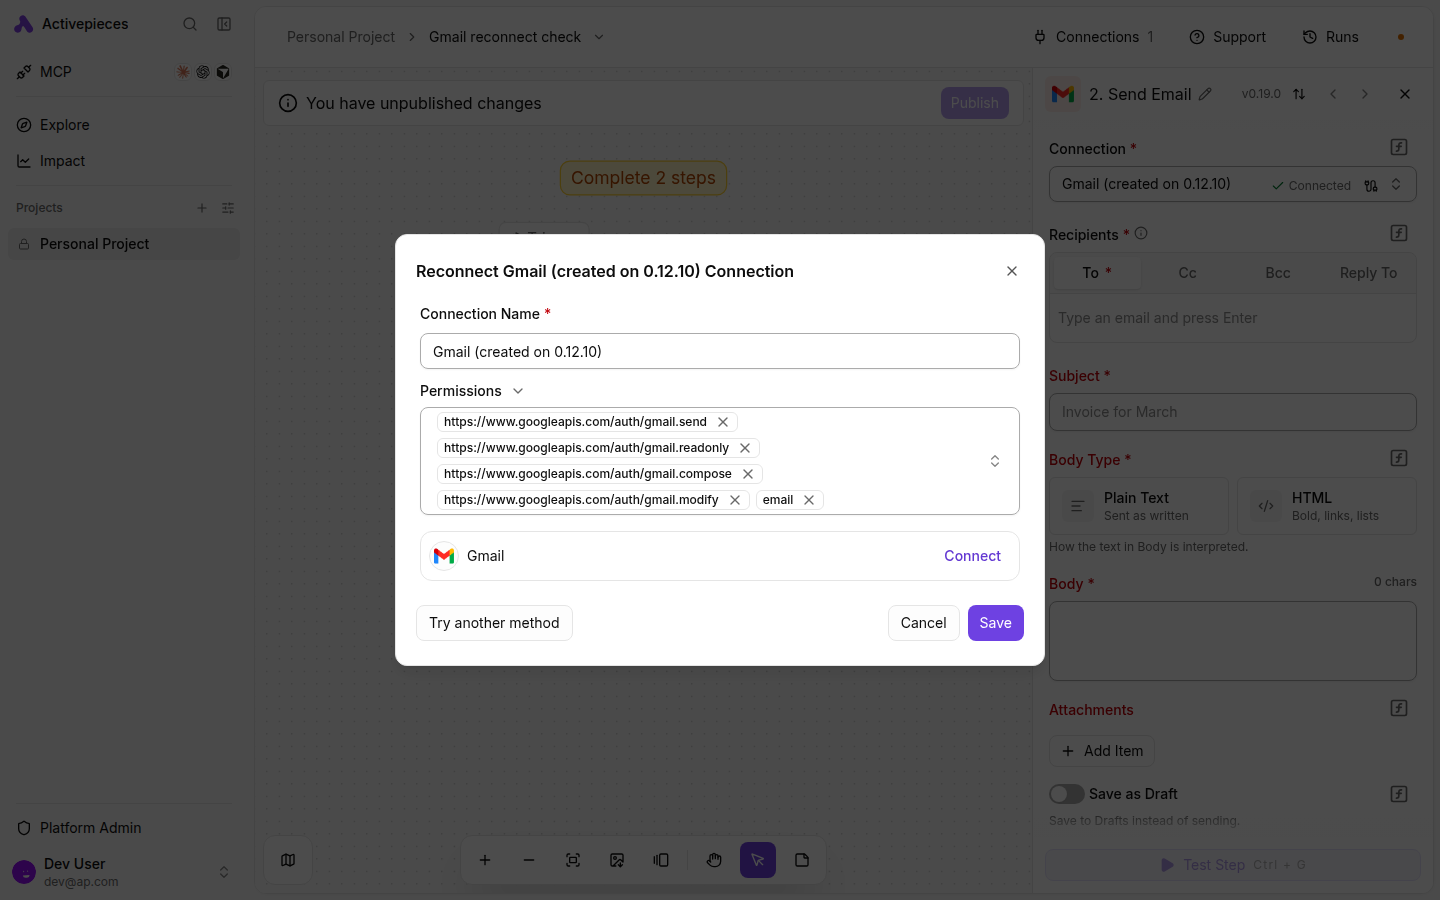 Activepieces
MCP
Explore
Impact
Projects
Personal Project
Platform Admin
Dev User
dev@ap.com
Personal Project
Gmail reconnect check
Connections 1
Support
Runs
You have unpublished changes
Publish
Complete 2 steps
Reconnect Gmail (created on 0.12.10) Connection
Connection Name *
Gmail (created on 0.12.10)
Permissions
https://www.googleapis.com/auth/gmail.send
https://www.googleapis.com/auth/gmail.readonly
https://www.googleapis.com/auth/gmail.compose
https://www.googleapis.com/auth/gmail.modify email
Gmail Connect
Try another method Cancel Save
2. Send Email v0.19.0
Connection *
Gmail (created on 0.12.10) Connected
Recipients *
To * Cc Bcc Reply To
Type an email and press Enter
Subject *
Invoice for March
Body Type *
Plain Text
Sent as written
HTML
Bold, links, lists
How the text in Body is interpreted.
Body * 0 chars
Attachments
Add Item
Save as Draft
Save to Drafts instead of sending.
Test Step Ctrl + G